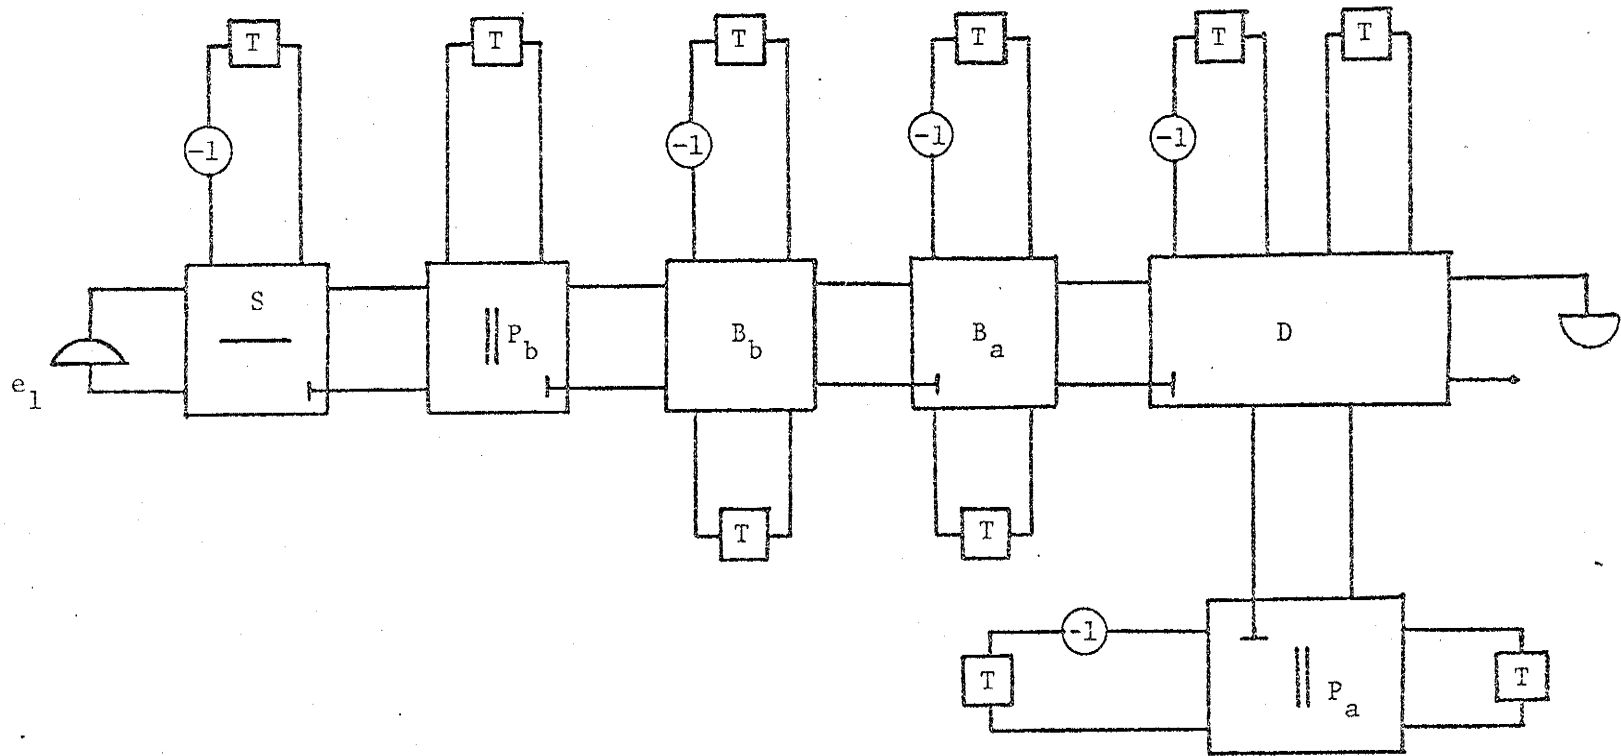 T T T T T T
-1 -1 -1 -1
S P_b B_b B_a D
e_1
T T
-1
T P_a T